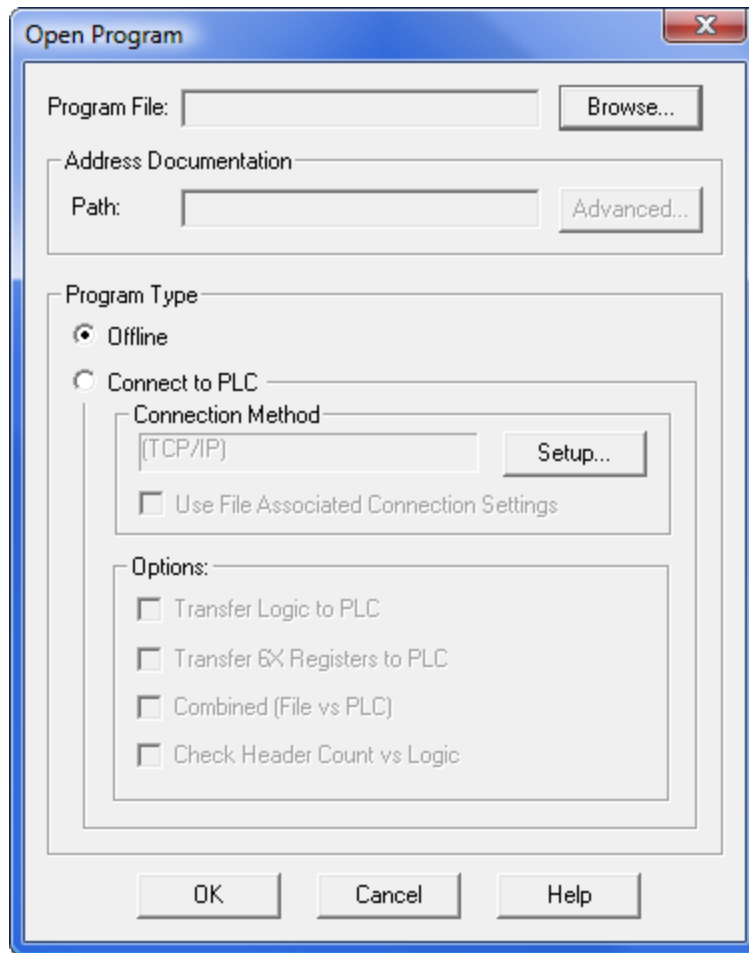 Open Program
Program File: Browse...
Address Documentation
Path: Advanced...
Program Type
Offline
Connect to PLC
Connection Method
(TCP/IP) Setup...
Use File Associated Connection Settings
Options:
Transfer Logic to PLC
Transfer 6X Registers to PLC
Combined (File vs PLC)
Check Header Count vs Logic
OK Cancel Help